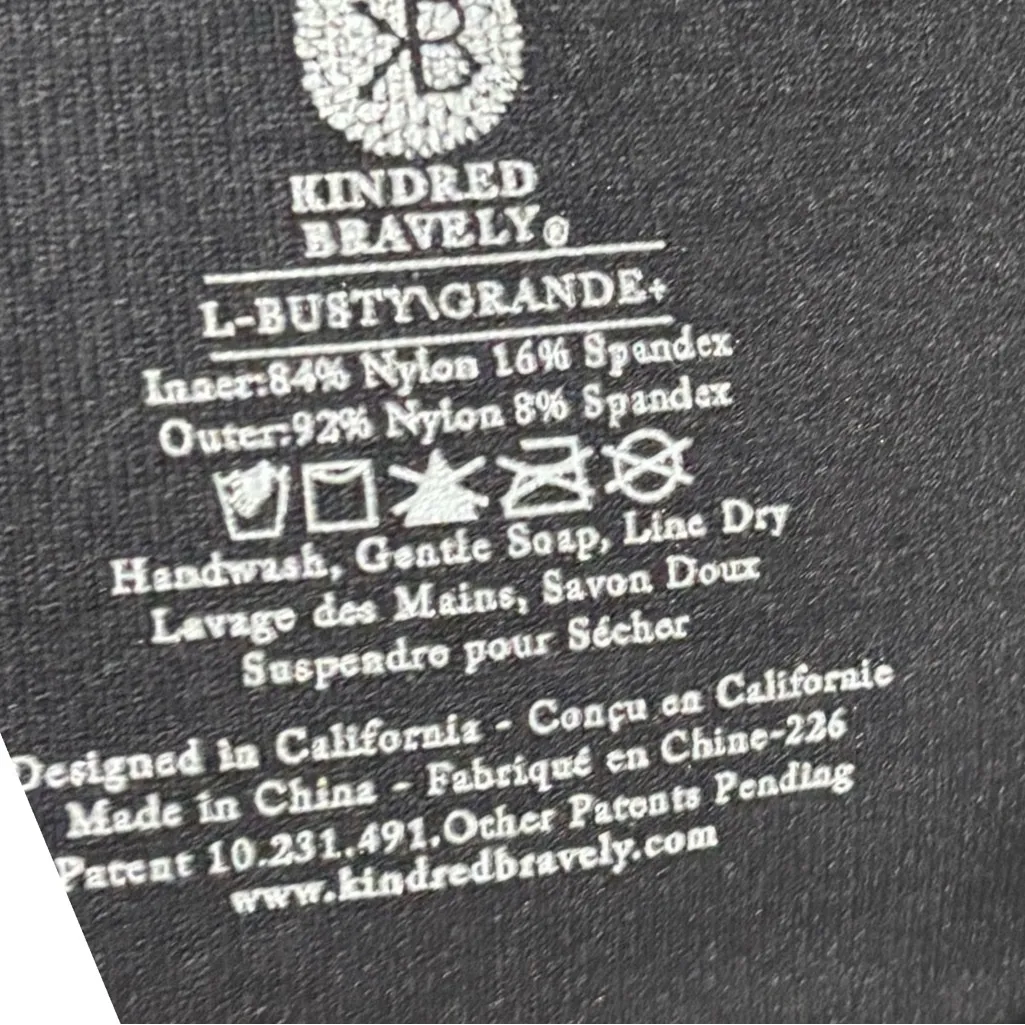 KB
KINDRED
BRAVELY®
L-BUSTY\GRANDE+
Inner:84% Nylon 16% Spandex
Outer:92% Nylon 8% Spandex
Handwash, Gentle Soap, Line Dry
Lavage des Mains, Savon Doux
Suspendre pour Sécher
Designed in California - Conçu en Californie
Made in China - Fabriqué en Chine-226
Patent 10.231.491.Other Patents Pending
www.kindredbravely.com